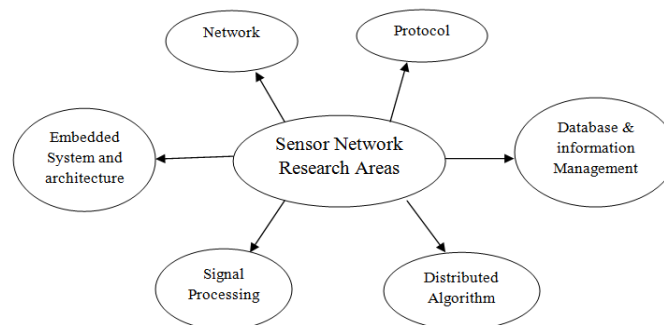 Network
Protocol
Embedded
System and
architecture
Sensor Network
Research Areas
Database &
information
Management
Signal
Processing
Distributed
Algorithm